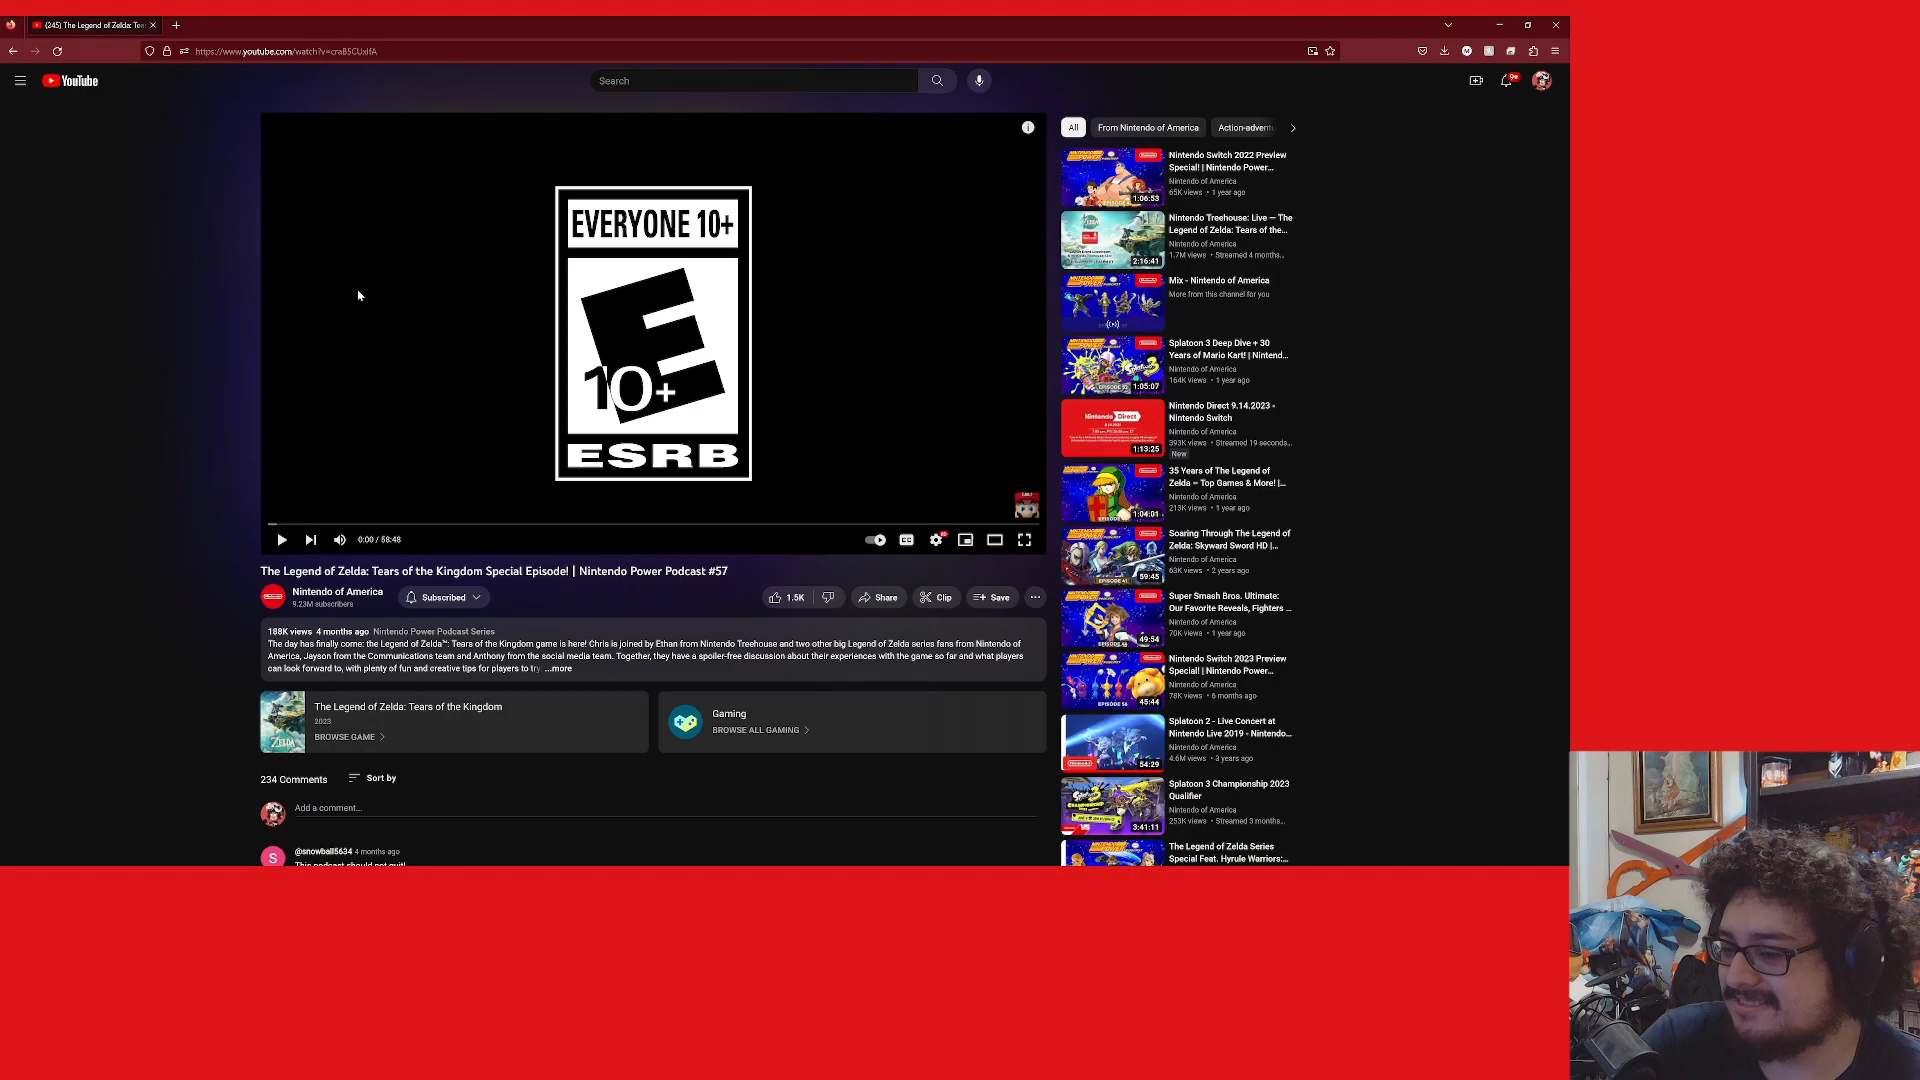 (245) The Legend of Zelda: Tea
https://www.youtube.com/watch?v=craB5CUxlfA
YouTube
Search
9+
EVERYONE 10+
E
10+
ESRB
0:00 / 58:48
The Legend of Zelda: Tears of the Kingdom Special Episode! | Nintendo Power Podcast #57
Nintendo of America
9.23M subscribers
Subscribed
1.5K
Share
Clip
Save
188K views 4 months ago Nintendo Power Podcast Series
The day has finally come: the Legend of Zelda™: Tears of the Kingdom game is here! Chris is joined by Ethan from Nintendo Treehouse and two other big Legend of Zelda series fans from Nintendo of
America, Jayson from the Communications team and Anthony from the social media team. Together, they have a spoiler-free discussion about their experiences with the game so far and what players
can look forward to, with plenty of fun and creative tips for players to try. ...more
The Legend of Zelda: Tears of the Kingdom
2023
BROWSE GAME
Gaming
BROWSE ALL GAMING
234 Comments
Sort by
Add a comment...
S
@snowball5634 4 months ago
This podcast should not quit!
All
From Nintendo of America
Action-adventu
1:06:53
Nintendo Switch 2022 Preview
Special! | Nintendo Power...
Nintendo of America
65K views • 1 year ago
2:16:41
Nintendo Treehouse: Live — The
Legend of Zelda: Tears of the...
Nintendo of America
1.7M views • Streamed 4 months...
Mix - Nintendo of America
More from this channel for you
EPISODE
1:05:07
Splatoon 3 Deep Dive + 30
Years of Mario Kart! | Nintend...
Nintendo of America
164K views • 1 year ago
Nintendo Direct
1:13:25
Nintendo Direct 9.14.2023 -
Nintendo Switch
Nintendo of America
393K views • Streamed 19 seconds...
New
1:04:01
35 Years of The Legend of
Zelda – Top Games & More! |...
Nintendo of America
213K views • 1 year ago
EPISODE 41
59:45
Soaring Through The Legend of
Zelda: Skyward Sword HD |...
Nintendo of America
63K views • 2 years ago
49:54
Super Smash Bros. Ultimate:
Our Favorite Reveals, Fighters ...
Nintendo of America
70K views • 1 year ago
EPISODE 56
45:44
Nintendo Switch 2023 Preview
Special! | Nintendo Power...
Nintendo of America
78K views • 6 months ago
Nintendo
54:29
Splatoon 2 - Live Concert at
Nintendo Live 2019 - Nintendo...
Nintendo of America
4.6M views • 3 years ago
3:41:11
Splatoon 3 Championship 2023
Qualifier
Nintendo of America
253K views • Streamed 3 months...
The Legend of Zelda Series
Special Feat. Hyrule Warriors:...